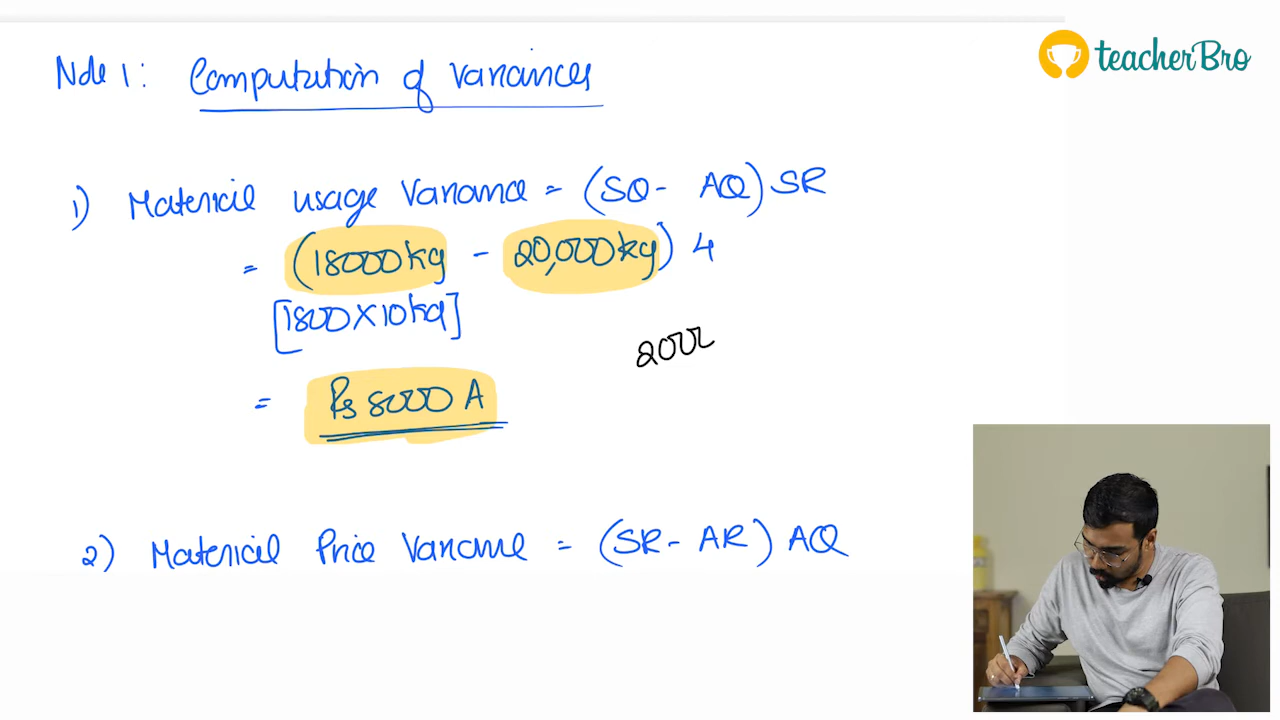 teacherBro
Note 1: Computation of Variances
1) Material usage Variance = (SQ - AQ) SR
= (18000 kg - 20,000 kg) 4
[1800 X 10 kg]
2000
= Rs 8000 A
2) Material Price Variance = (SR - AR) AQ